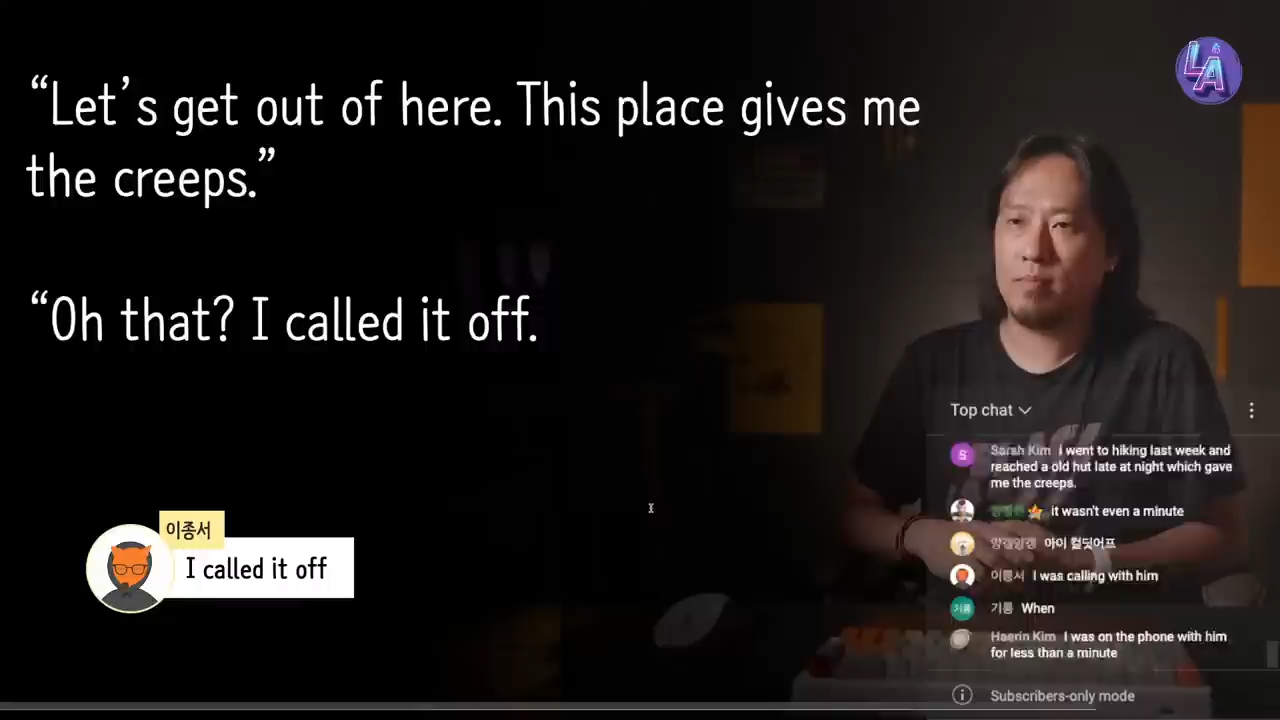 LA
“Let’s get out of here. This place gives me
the creeps.”
“Oh that? I called it off.
이종서
I called it off
Top chat
S
Sarah Kim I went to hiking last week and
reached a old hut late at night which gave
me the creeps.
it wasn't even a minute
아이 컬딧어프
이종서 I was calling with him
기룡 When
Haerin Kim I was on the phone with him
for less than a minute
Subscribers-only mode